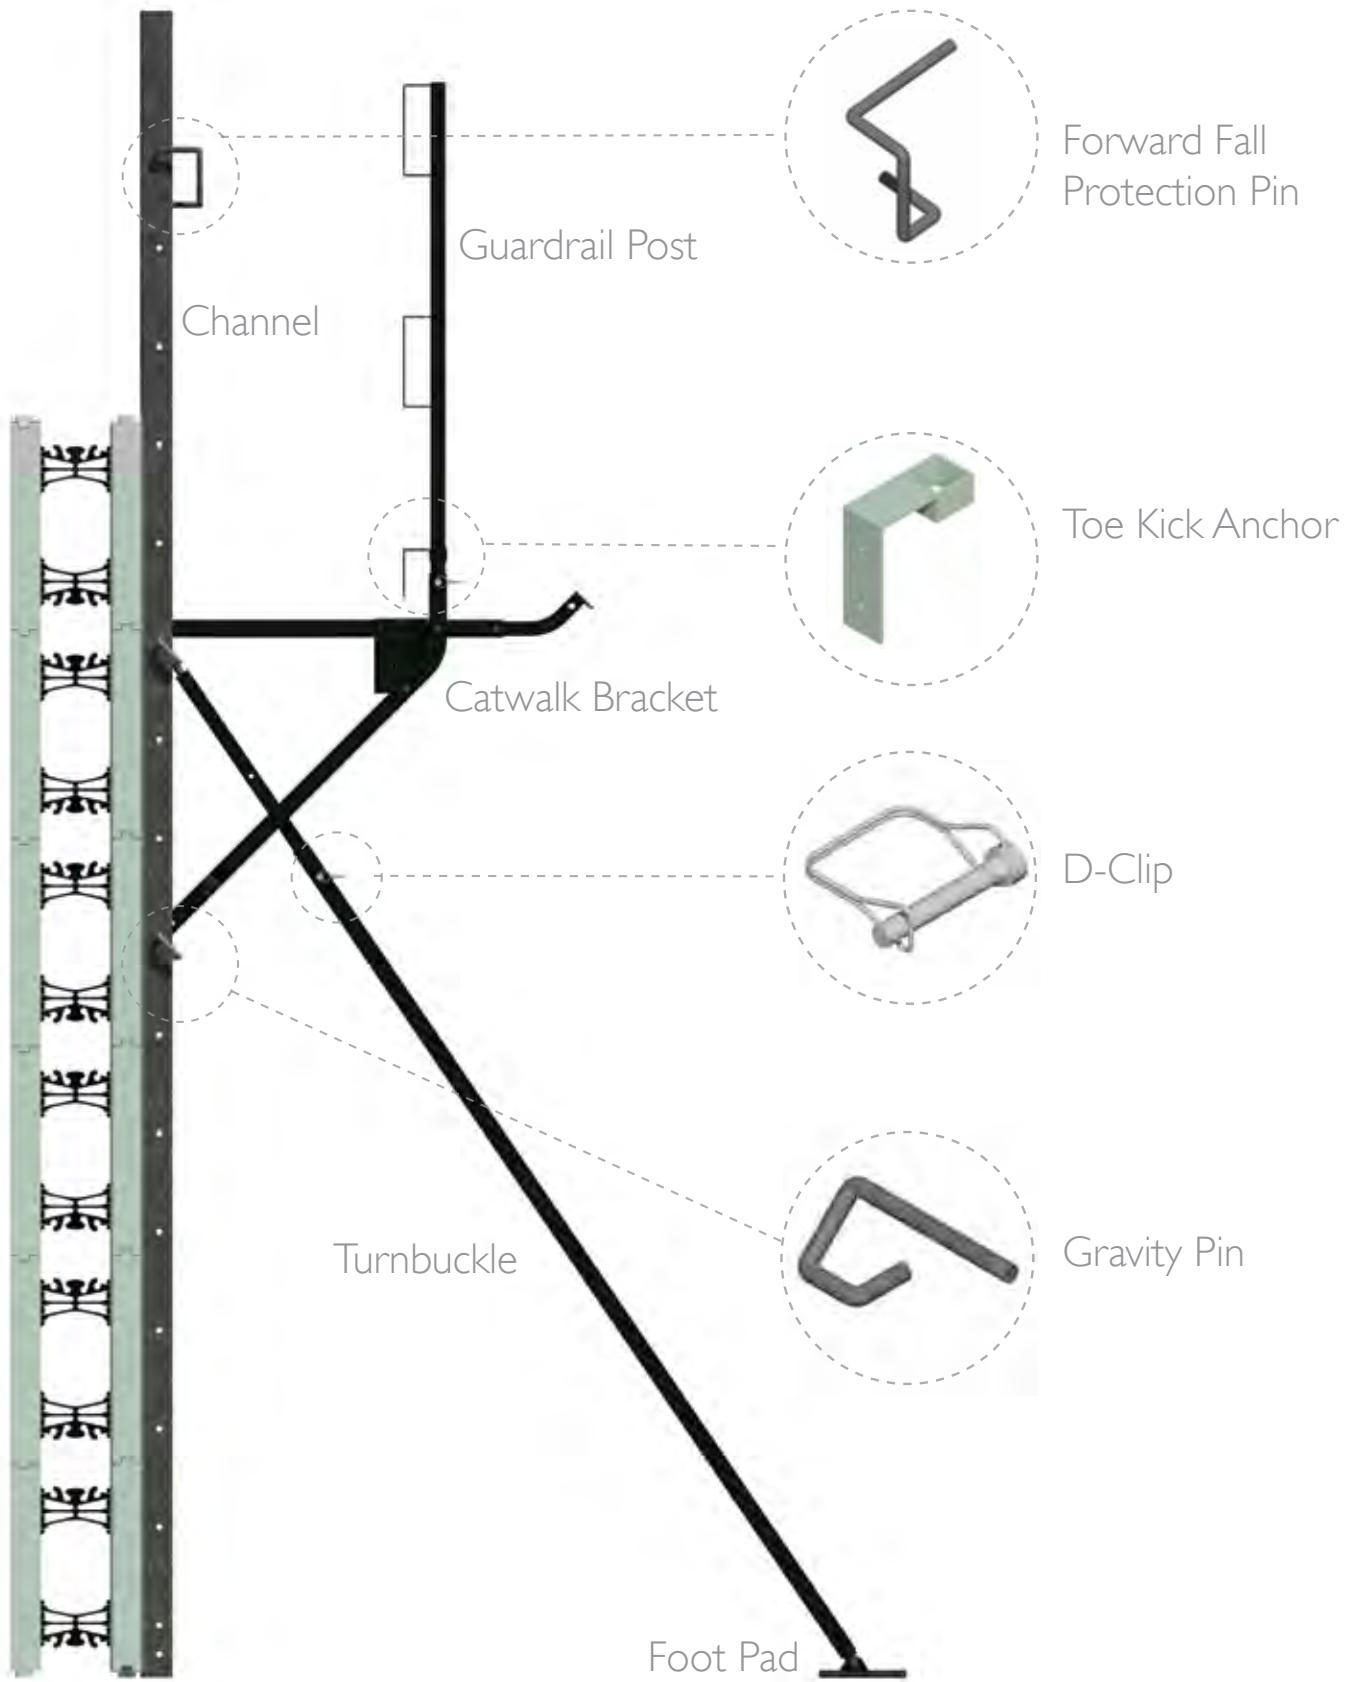 Forward Fall
Protection Pin
Guardrail Post
Channel
Toe Kick Anchor
Catwalk Bracket
D-Clip
Turnbuckle
Gravity Pin
Foot Pad